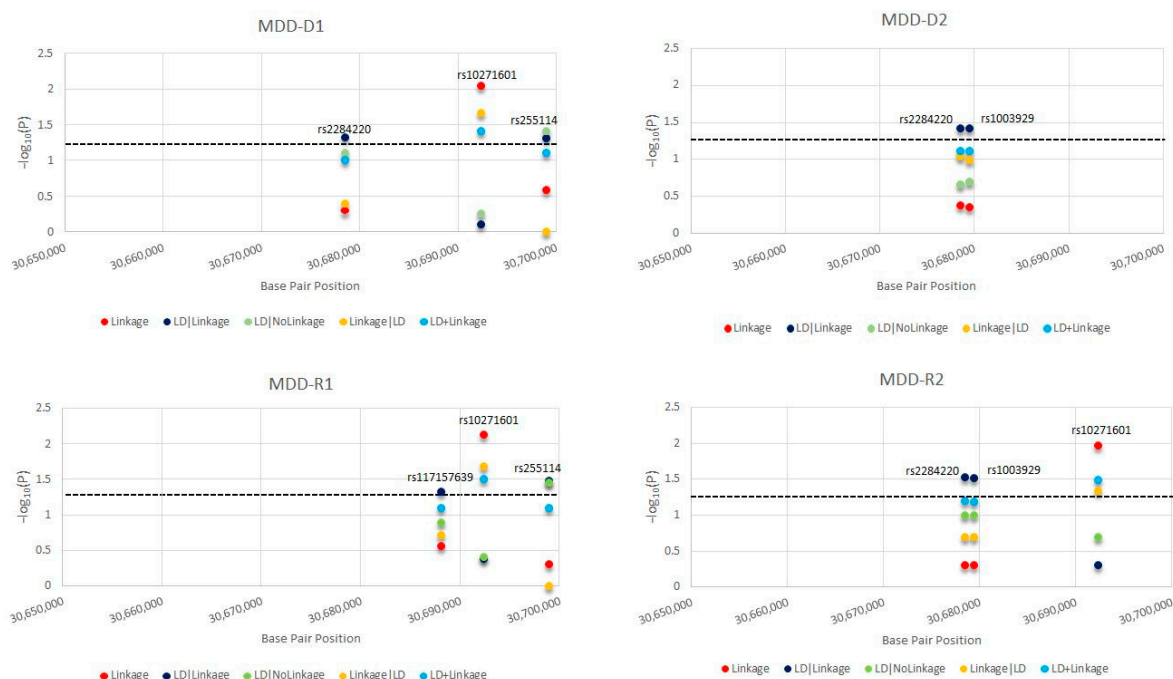 MDD-D1
2.5
2
1.5
1
0.5
0
−log10(P)
rs2284220
rs10271601
rs255114
30,650,000 30,660,000 30,670,000 30,680,000 30,690,000 30,700,000
Base Pair Position
Linkage LD|Linkage LD|NoLinkage Linkage|LD LD+Linkage
MDD-D2
2.5
2
1.5
1
0.5
0
−log10(P)
rs2284220 rs1003929
30,650,000 30,660,000 30,670,000 30,680,000 30,690,000 30,700,000
Base Pair Position
Linkage LD|Linkage LD|NoLinkage Linkage|LD LD+Linkage
MDD-R1
2.5
2
1.5
1
0.5
0
−log10(P)
rs117157639
rs10271601
rs255114
30,650,000 30,660,000 30,670,000 30,680,000 30,690,000 30,700,000
Base Pair Position
Linkage LD|Linkage LD|NoLinkage Linkage|LD LD+Linkage
MDD-R2
2.5
2
1.5
1
0.5
0
−log10(P)
rs2284220 rs1003929
rs10271601
30,650,000 30,660,000 30,670,000 30,680,000 30,690,000 30,700,000
Base Pair Position
Linkage LD|Linkage LD|NoLinkage Linkage|LD LD+Linkage